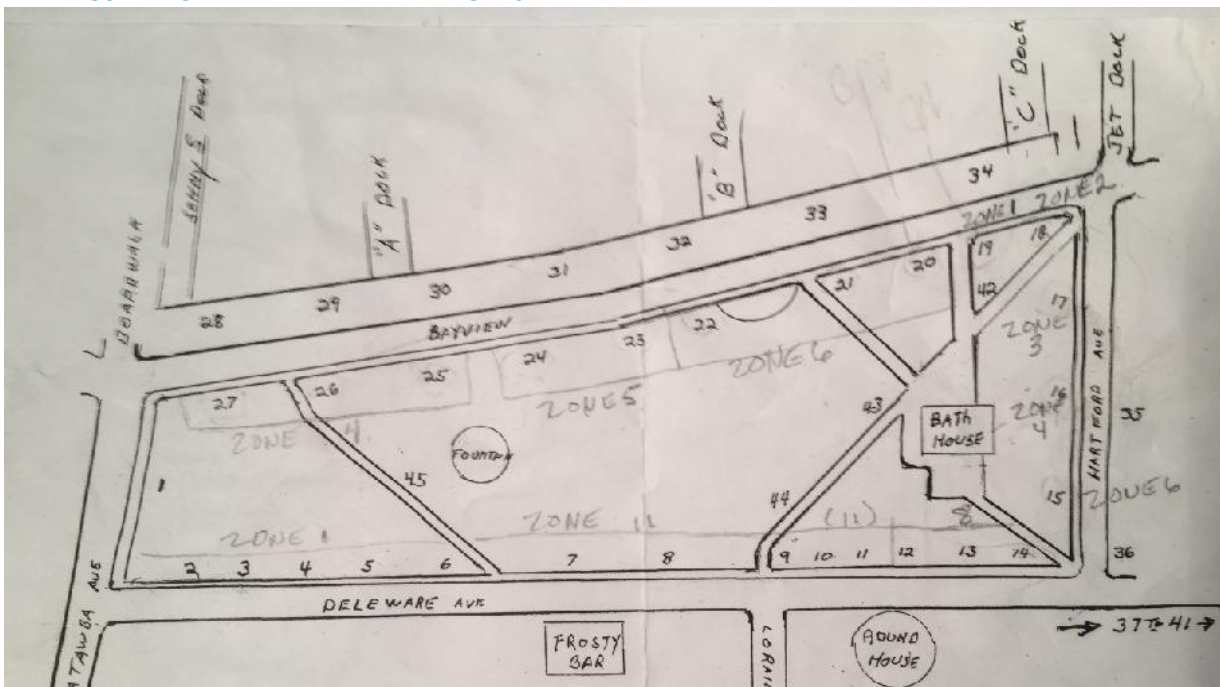 BOARDWALK
JET DOCK
"C" Dock
"B" Dock
"A" DOCK
34
33
32
31
30
29
28
BAYVIEW
ZONE 1 ZONE 2
18
19
20
21
22
23
24
25
26
27
42
17
ZONE 3
ZONE 6
ZONE 5
ZONE 4
43
16
ZONE 4
BATH HOUSE
35
HARTFORD AVE
FOUNTAIN
45
1
44
15
ZONE 6
ZONE 1
ZONE 11
(11)
8
2
3
4
5
6
7
8
9
10
11
12
13
14
36
DELEWARE AVE
37 TO 41
ATAWBA AVE
FROSTY BAR
LORAIN
ROUND HOUSE